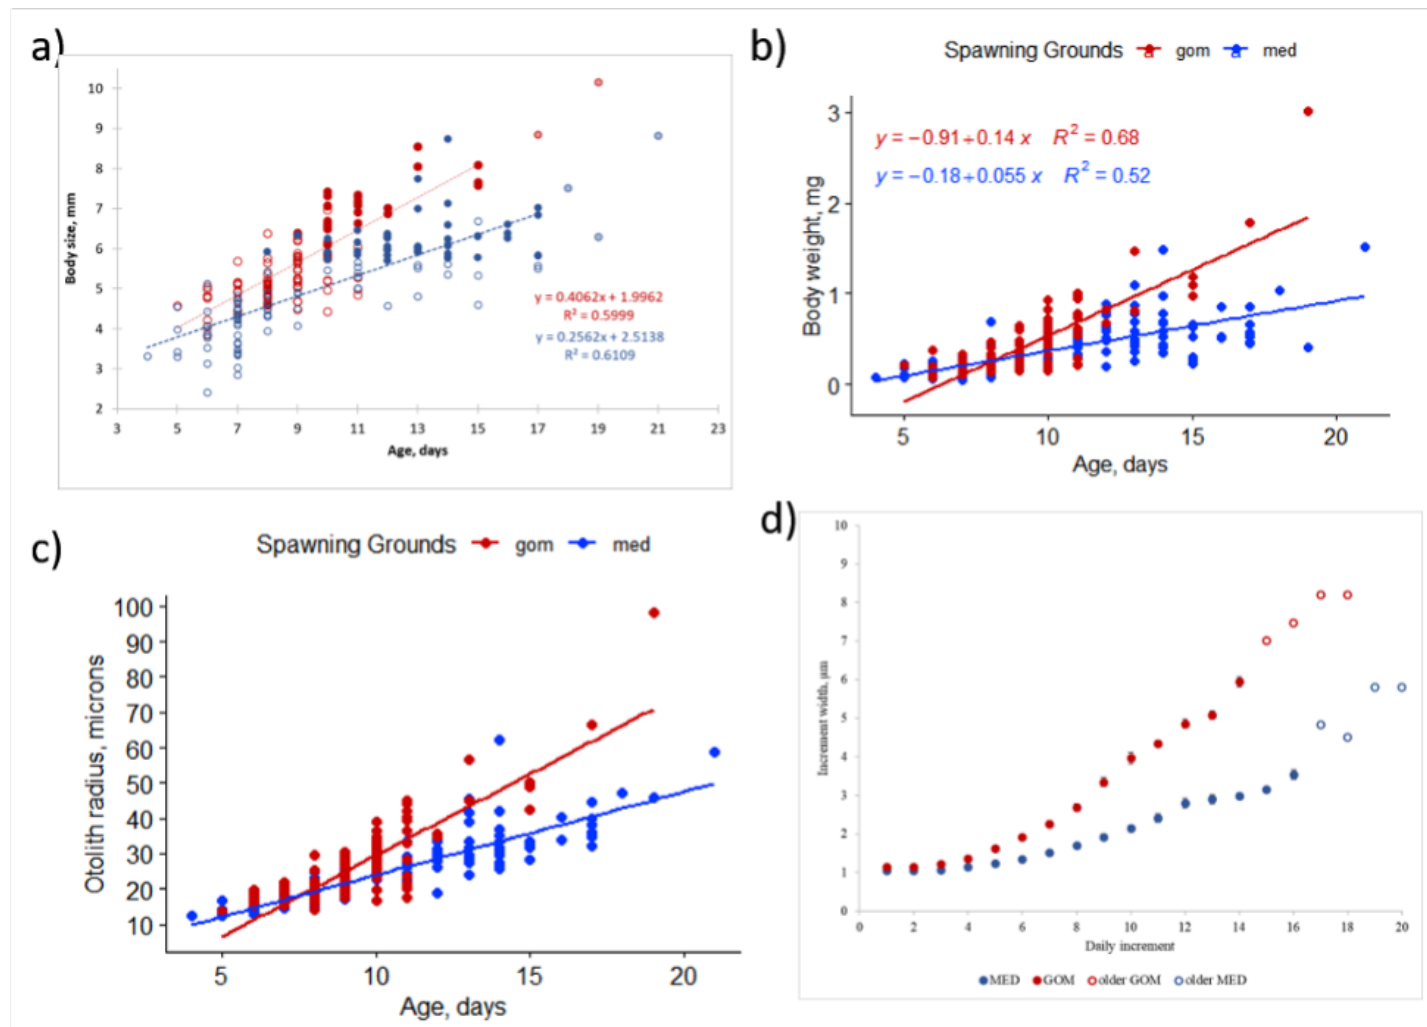 a)
10
9
8
7
6
5
4
3
2
Body size, mm
y = 0.4062x + 1.9962
R² = 0.5999
y = 0.2562x + 2.5138
R² = 0.6109
3 5 7 9 11 13 15 17 19 21 23
Age, days
b)
Spawning Grounds gom med
y = −0.91+0.14 x R² = 0.68
y = −0.18+0.055 x R² = 0.52
3
2
1
0
Body weight, mg
5 10 15 20
Age, days
c)
Spawning Grounds gom med
100
90
80
70
60
50
40
30
20
10
Otolith radius, microns
5 10 15 20
Age, days
d)
10
9
8
7
6
5
4
3
2
1
0
Increment width, µm
0 2 4 6 8 10 12 14 16 18 20
Daily increment
MED GOM older GOM older MED